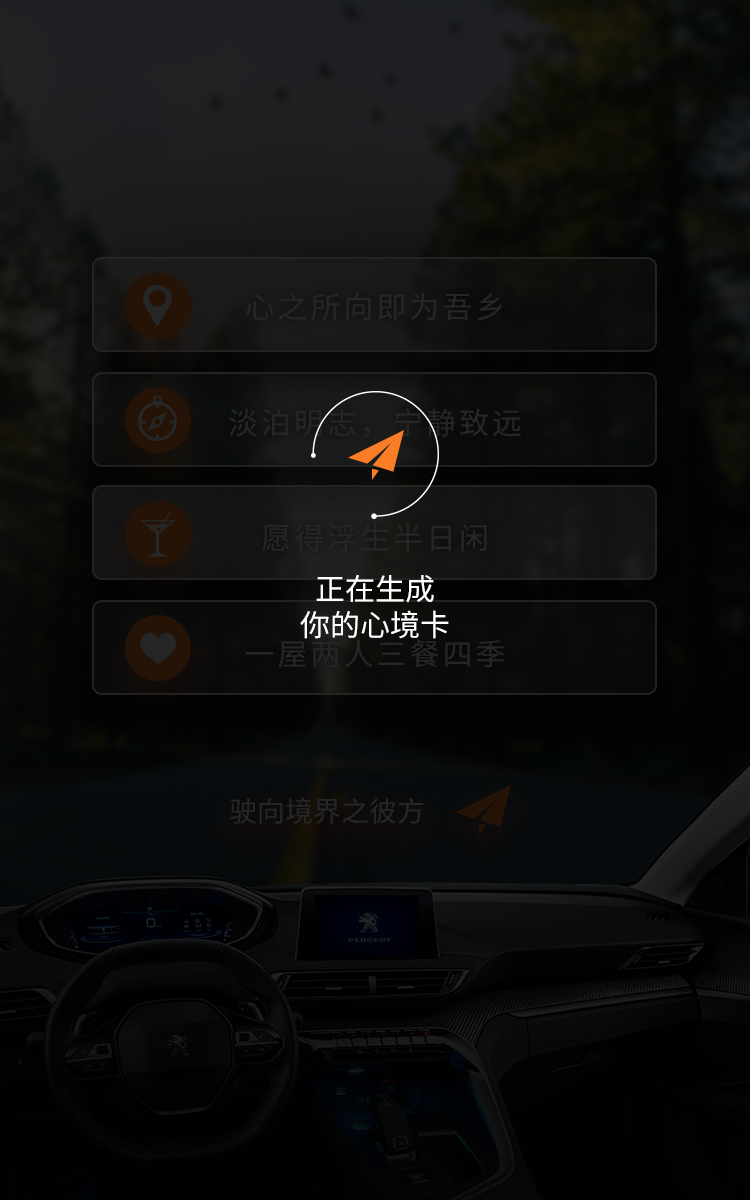 心之所向即为吾乡
淡泊明志，宁静致远
愿得浮生半日闲
正在生成
你的心境卡
一屋两人三餐四季
驶向境界之彼方
PEUGEOT